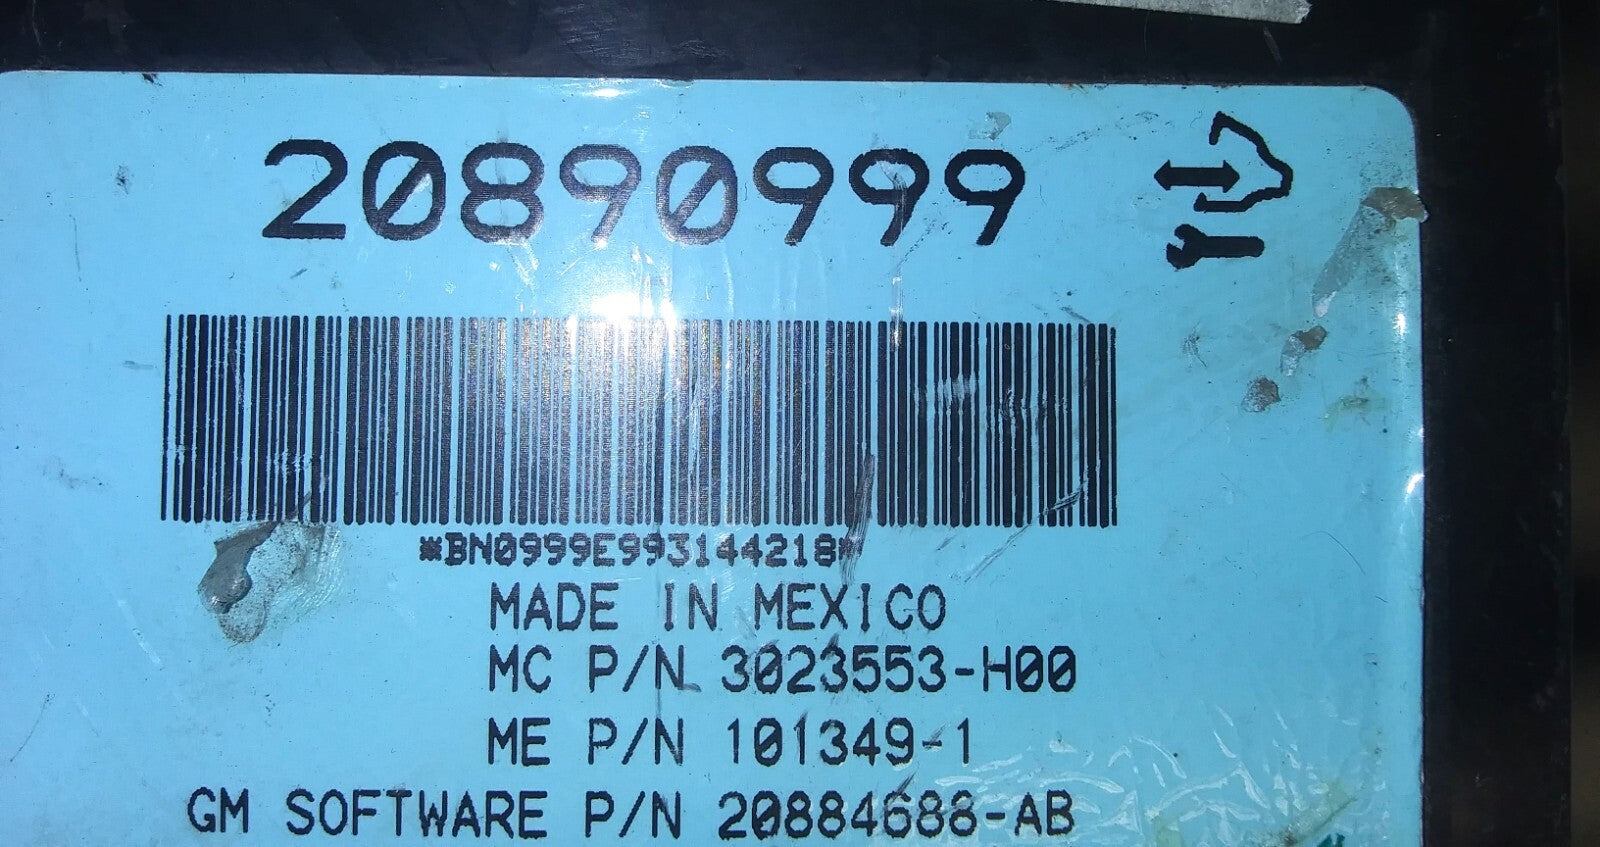 20890999
*BN0999E993144218*
MADE IN MEXICO
MC P/N 3023553-H00
ME P/N 101349-1
GM SOFTWARE P/N 20884688-AB